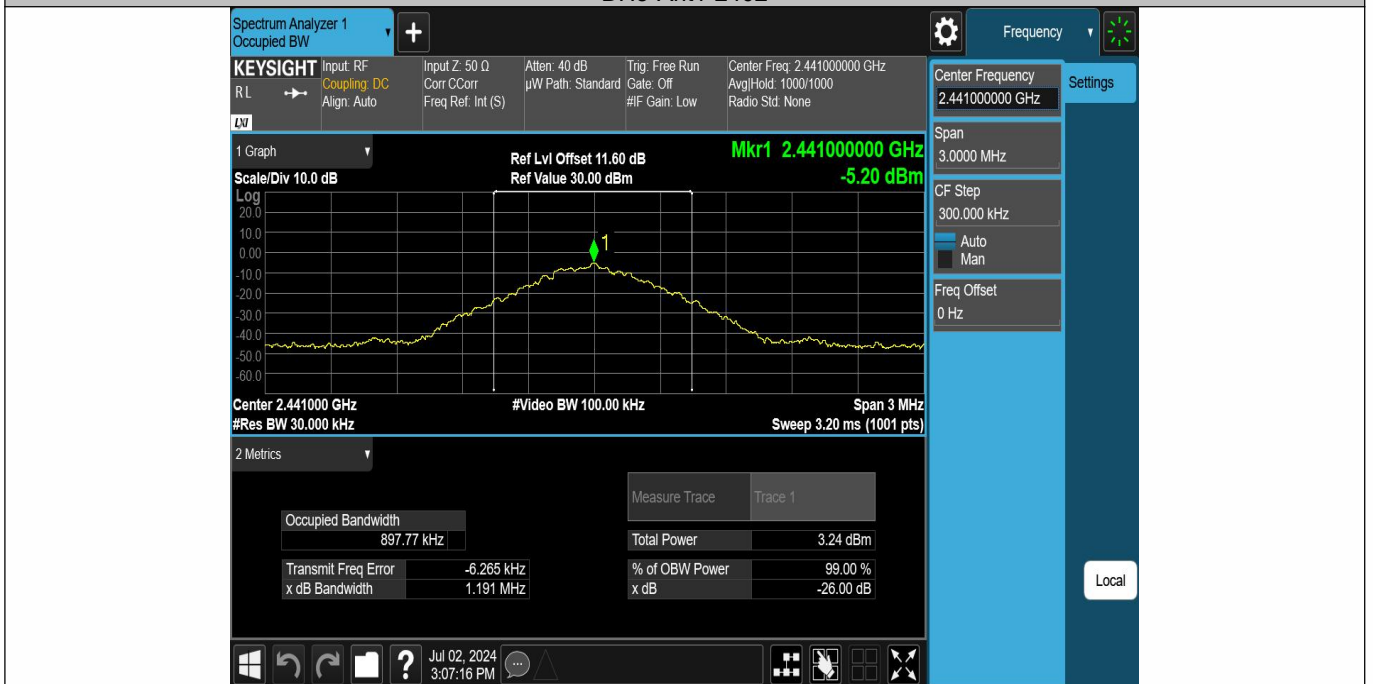 Spectrum Analyzer 1
Occupied BW
+
Frequency
KEYSIGHT
R L
LXI
Input: RF
Coupling: DC
Align: Auto
Input Z: 50 Ω
Corr CCorr
Freq Ref: Int (S)
Atten: 40 dB
µW Path: Standard
Trig: Free Run
Gate: Off
#IF Gain: Low
Center Freq: 2.441000000 GHz
Avg|Hold: 1000/1000
Radio Std: None
Center Frequency
2.441000000 GHz
Settings
Span
3.0000 MHz
CF Step
300.000 kHz
Auto
Man
Freq Offset
0 Hz
Local
1 Graph
Scale/Div 10.0 dB
Ref Lvl Offset 11.60 dB
Ref Value 30.00 dBm
Mkr1 2.441000000 GHz
-5.20 dBm
Log
20.0
10.0
0.00
-10.0
-20.0
-30.0
-40.0
-50.0
-60.0
1
Center 2.441000 GHz
#Video BW 100.00 kHz
Span 3 MHz
#Res BW 30.000 kHz
Sweep 3.20 ms (1001 pts)
2 Metrics
Measure Trace
Trace 1
Occupied Bandwidth
897.77 kHz
Total Power
3.24 dBm
Transmit Freq Error
-6.265 kHz
% of OBW Power
99.00 %
x dB Bandwidth
1.191 MHz
x dB
-26.00 dB
?
Jul 02, 2024
3:07:16 PM